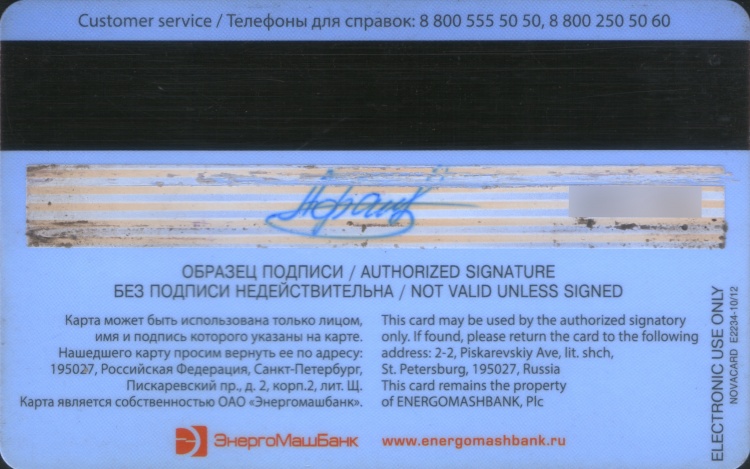 Customer service / Телефоны для справок: 8 800 555 50 50, 8 800 250 50 60
ОБРАЗЕЦ ПОДПИСИ / AUTHORIZED SIGNATURE
БЕЗ ПОДПИСИ НЕДЕЙСТВИТЕЛЬНА / NOT VALID UNLESS SIGNED
Карта может быть использована только лицом,
имя и подпись которого указаны на карте.
Нашедшего карту просим вернуть ее по адресу:
195027, Российская Федерация, Санкт-Петербург,
Пискаревский пр., д. 2, корп.2, лит. Щ.
Карта является собственностью ОАО «Энергомашбанк».
This card may be used by the authorized signatory
only. If found, please return the card to the following
address: 2-2, Piskarevskiy Ave, lit. shch,
St. Petersburg, 195027, Russia
This card remains the property
of ENERGOMASHBANK, Plc
ЭнергоМашБанк
www.energomashbank.ru
ELECTRONIC USE ONLY
NOVACARD E2234-10/12